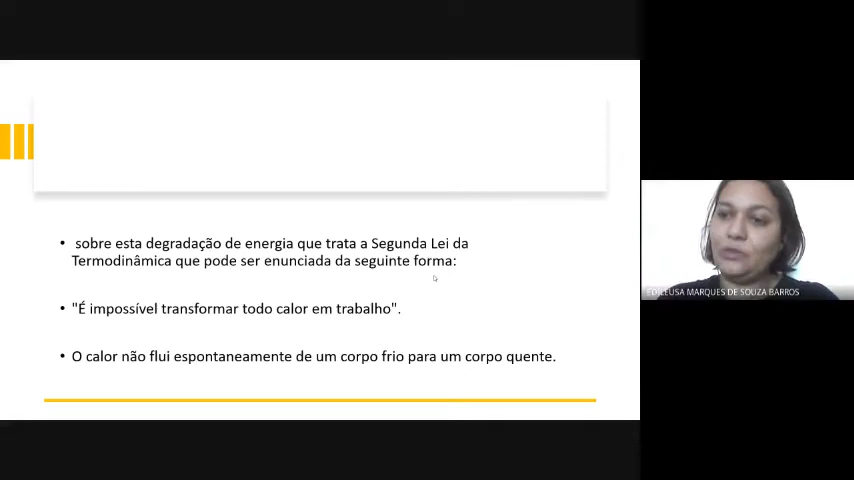 • sobre esta degradação de energia que trata a Segunda Lei da
Termodinâmica que pode ser enunciada da seguinte forma:
• "É impossível transformar todo calor em trabalho".
• O calor não flui espontaneamente de um corpo frio para um corpo quente.
EDILEUSA MARQUES DE SOUZA BARROS